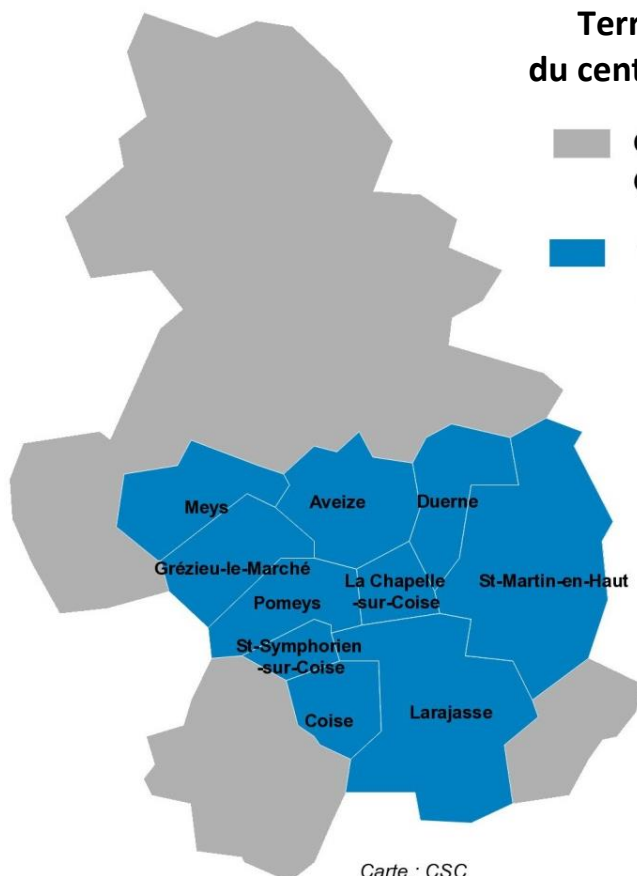 Terr
du cent
Meys
Aveize
Duerne
Grézieu-le-Marché
La Chapelle
-sur-Coise
St-Martin-en-Haut
Pomeys
St-Symphorien
-sur-Coise
Coise
Larajasse
Carte : CSC